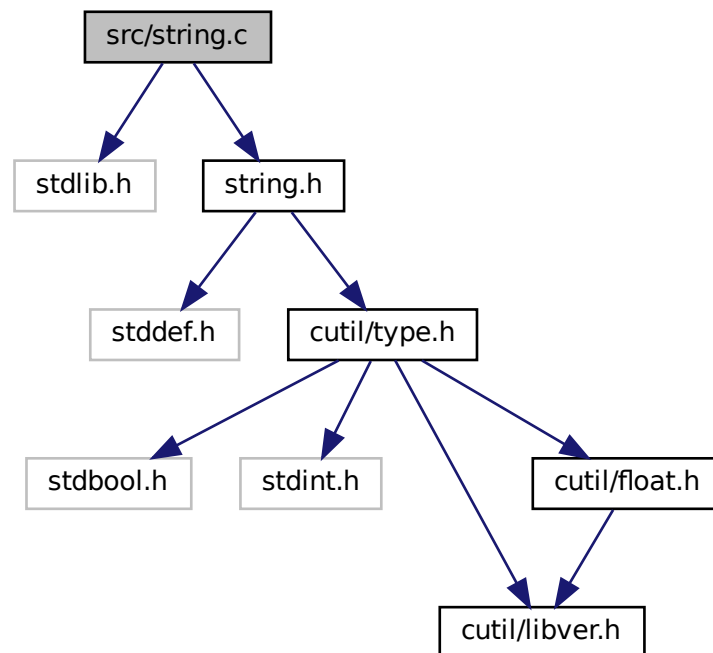 src/string.c
stdlib.h
string.h
stddef.h
cutil/type.h
stdbool.h
stdint.h
cutil/float.h
cutil/libver.h